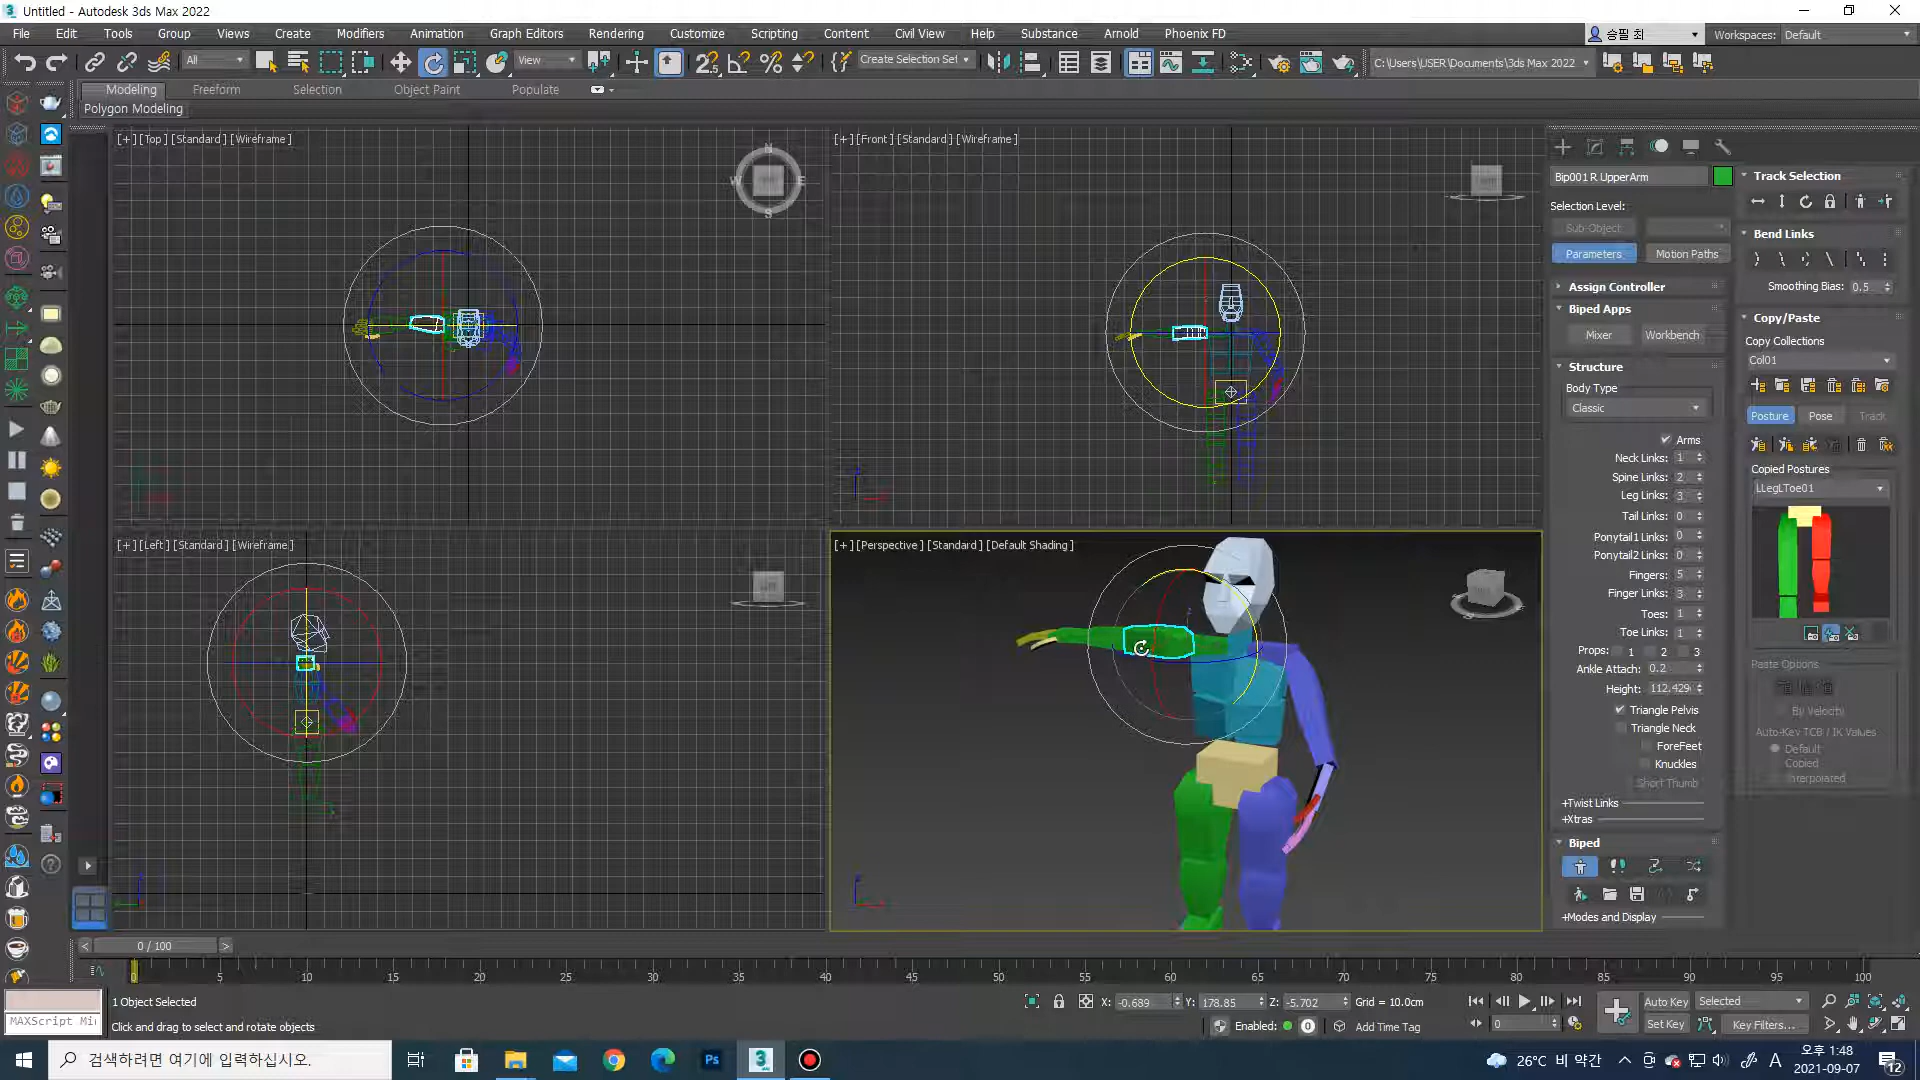 Untitled - Autodesk 3ds Max 2022
File Edit Tools Group Views Create Modifiers Animation Graph Editors Rendering Customize Scripting Content Civil View Help Substance Arnold Phoenix FD
승필 최 Workspaces: Default
All View Create Selection Set C:\Users\USER\Documents\3ds Max 2022
Modeling Freeform Selection Object Paint Populate
Polygon Modeling
[+] [Top] [Standard] [Wireframe]
[+] [Front] [Standard] [Wireframe]
N
W E
S
[+] [Left] [Standard] [Wireframe]
[+] [Perspective] [Standard] [Default Shading]
Bip001 R UpperArm
Selection Level:
Sub-Object
Parameters Motion Paths
Assign Controller
Biped Apps
Mixer Workbench
Structure
Body Type
Classic
Arms
Neck Links: 1
Spine Links: 2
Leg Links: 3
Tail Links: 0
Ponytail1 Links: 0
Ponytail2 Links: 0
Fingers: 5
Finger Links: 3
Toes: 1
Toe Links: 1
Props: 1 2 3
Ankle Attach: 0.2
Height: 112.429
Triangle Pelvis
Triangle Neck
ForeFeet
Knuckles
Short Thumb
+Twist Links
+Xtras
Biped
+Modes and Display
Track Selection
Bend Links
Smoothing Bias: 0.5
Copy/Paste
Copy Collections
Col01
Posture Pose Track
Copied Postures
LLegLToe01
Paste Options
By Velocity
Auto-Key TCB / IK Values
Default
Copied
Interpolated
< 0 / 100 >
0 5 10 15 20 25 30 35 40 45 50 55 60 65 70 75 80 85 90 95 100
1 Object Selected
X: -0.689 Y: 178.85 Z: -5.702 Grid = 10.0cm
Auto Key Selected
MAXScript Mi
Click and drag to select and rotate objects
Enabled: 0 Add Time Tag
0
Set Key Key Filters...
검색하려면 여기에 입력하십시오.
Ps
3
26°C 비 약간
A
오후 1:48
2021-09-07
12